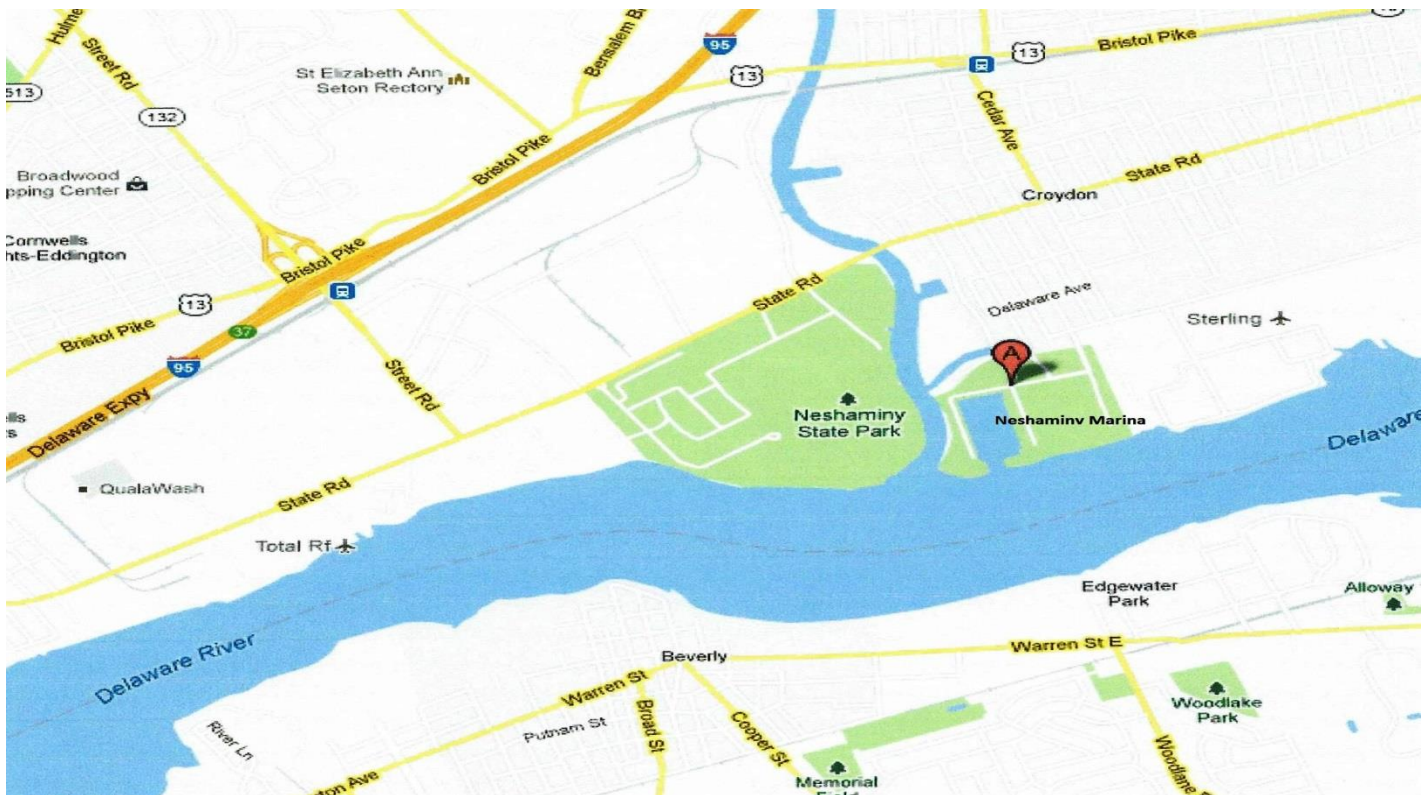 Hulme
Street Rd
95
Bensalem B
13
Bristol Pike
St Elizabeth Ann
Seton Rectory
13
513
132
Cedar Ave
Bristol Pike
State Rd
Broadwood
pping Center
Croydon
Cornwells
nts-Eddington
Bristol Pike
State Rd
Delaware Ave
13
Sterling
Bristol Pike
37
A
95
Street Rd
Neshaminy
State Park
Neshaminv Marina
Delaware Expy
Delaware
QualaWash
State Rd
Total Rf
Edgewater
Park
Alloway
Delaware River
Beverly
Warren St E
Warren St
Woodlake
Park
River Ln
Putnam St
Broad St
Cooper St
Woodlane
ton Ave
Memorial
Field